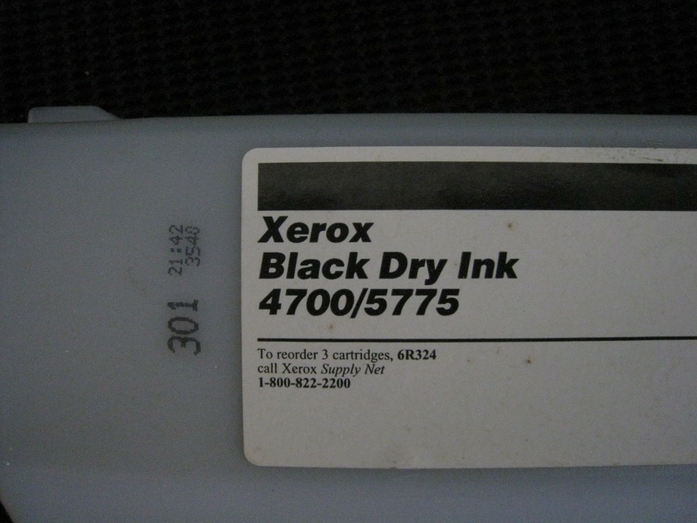 Xerox
Black Dry Ink
4700/5775
To reorder 3 cartridges, 6R324
call Xerox Supply Net
1-800-822-2200
301
21:42
3540